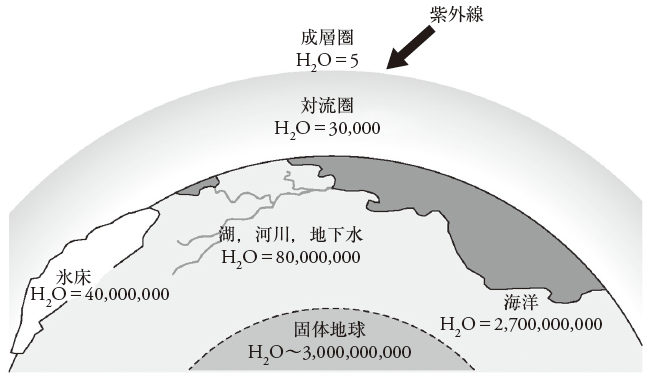 紫外線
成層圏
H₂O=5
対流圏
H₂O=30,000
湖，河川，地下水
H₂O=80,000,000
氷床
H₂O=40,000,000
海洋
H₂O=2,700,000,000
固体地球
H₂O～3,000,000,000